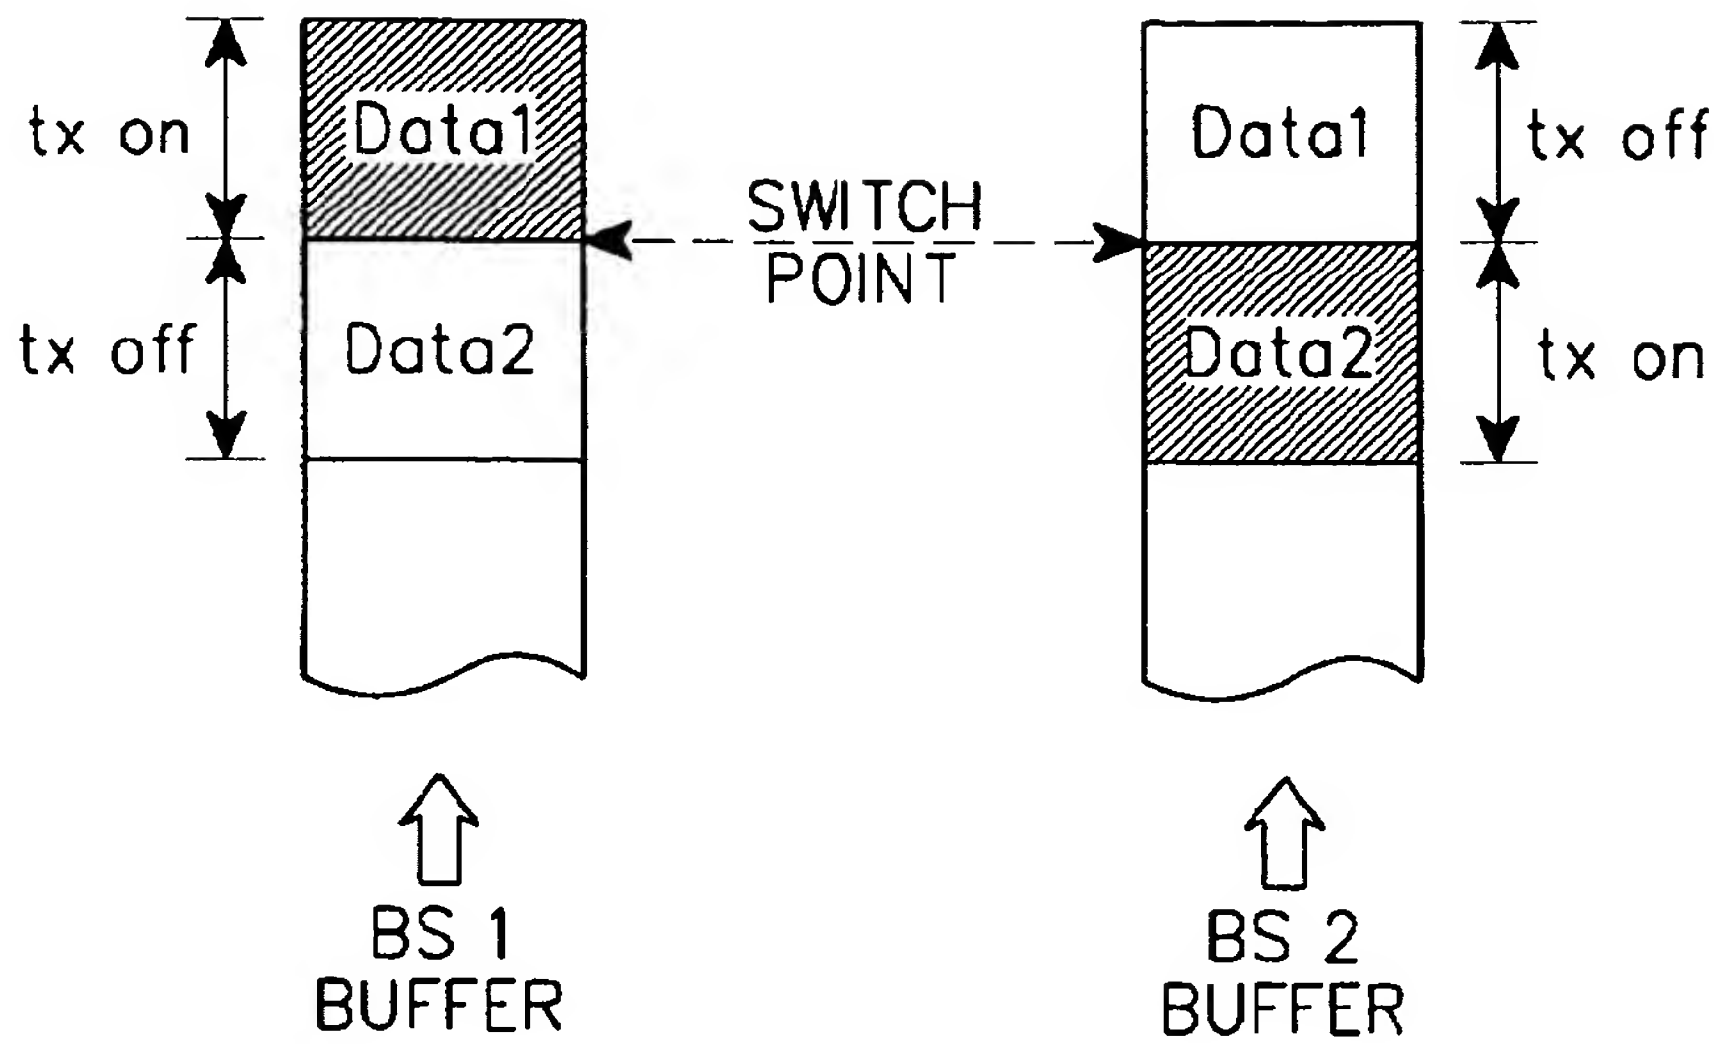 tx on
Data1
Data1
tx off
SWITCH
POINT
tx off
Data2
Data2
tx on
BS 1
BUFFER
BS 2
BUFFER